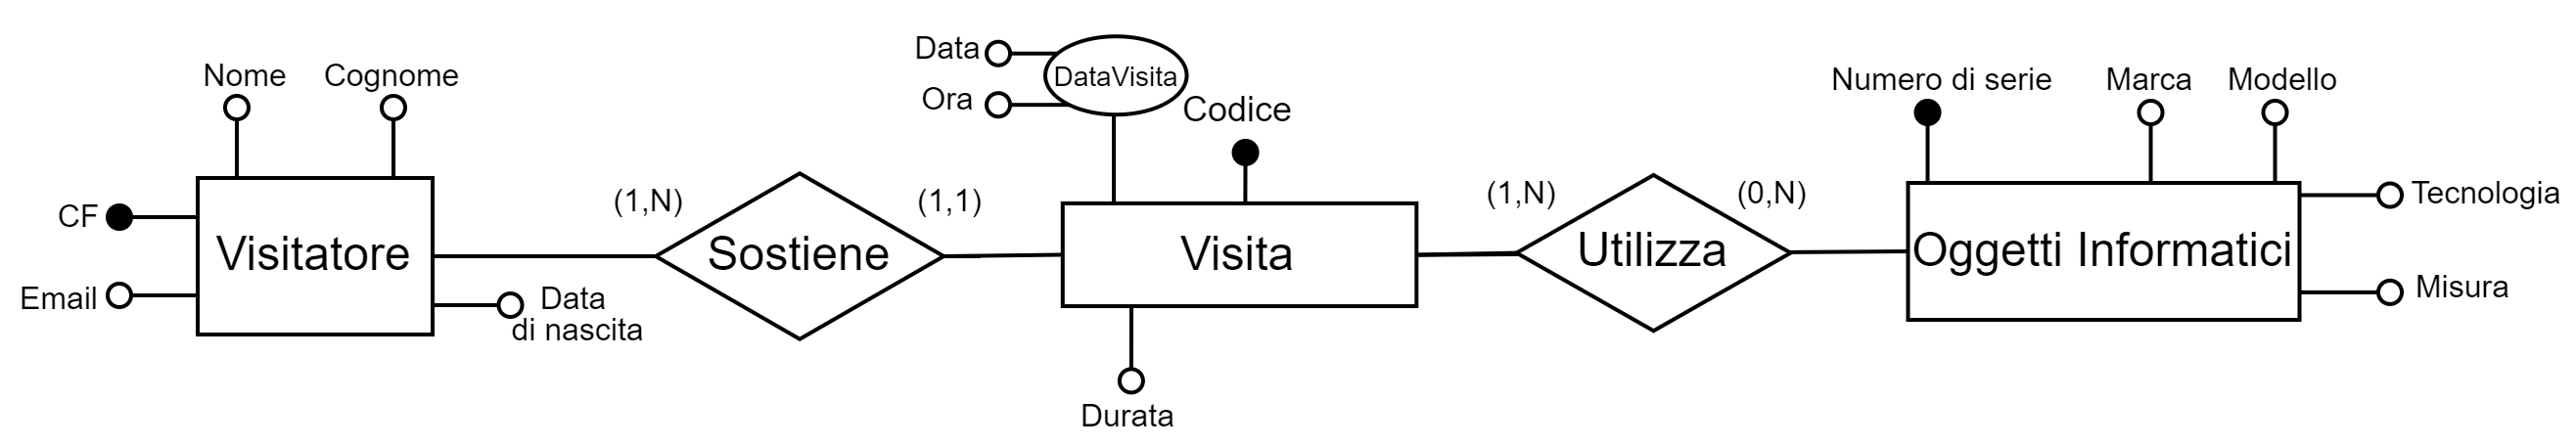 Nome
Cognome
CF
Email
Visitatore
Data
di nascita
(1,N)
Sostiene
(1,1)
Data
Ora
DataVisita
Codice
Visita
Durata
(1,N)
Utilizza
(0,N)
Numero di serie
Marca
Modello
Oggetti Informatici
Tecnologia
Misura